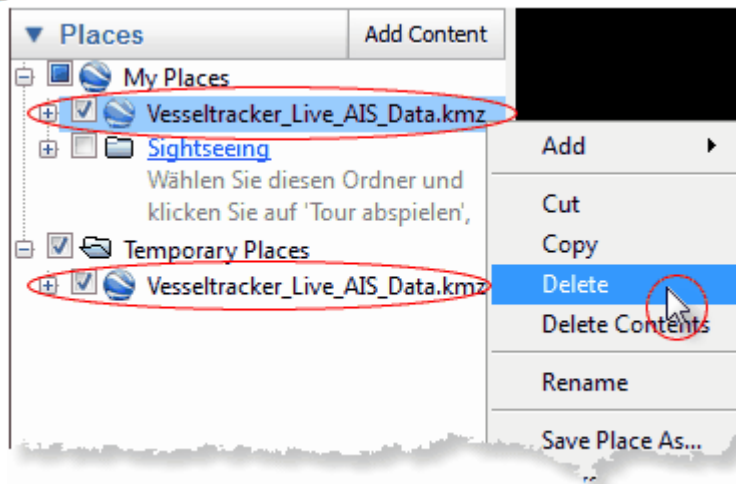 Places
Add Content
My Places
Vesseltracker_Live_AIS_Data.kmz
Sightseeing
Wählen Sie diesen Ordner und
klicken Sie auf 'Tour abspielen',
Temporary Places
Vesseltracker_Live_AIS_Data.kmz
Add
Cut
Copy
Delete
Delete Contents
Rename
Save Place As...